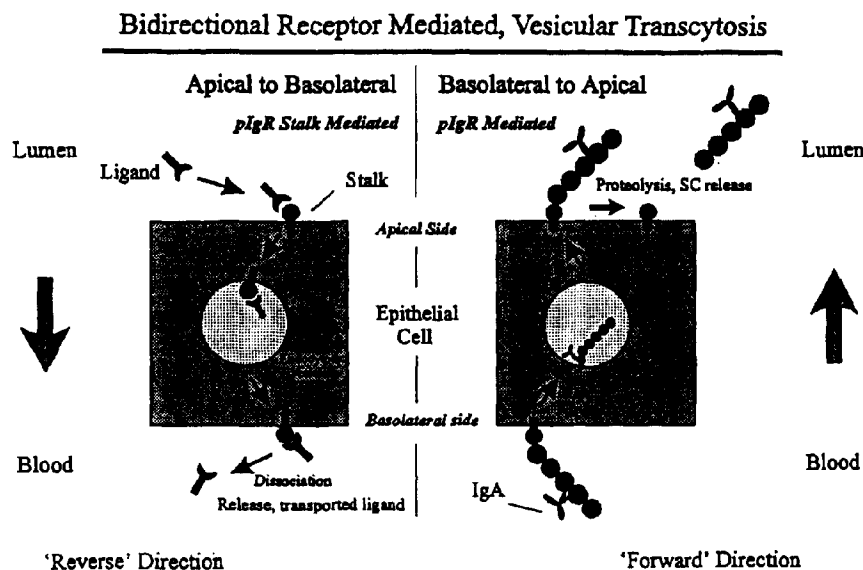 Bidirectional Receptor Mediated, Vesicular Transcytosis
Apical to Basolateral
pIgR Stalk Mediated
Basolateral to Apical
pIgR Mediated
Lumen
Ligand
Stalk
Proteolysis, SC release
Lumen
Apical Side
Epithelial
Cell
Basolateral side
Blood
Dissociation
Release, transported ligand
IgA
Blood
'Reverse' Direction
'Forward' Direction